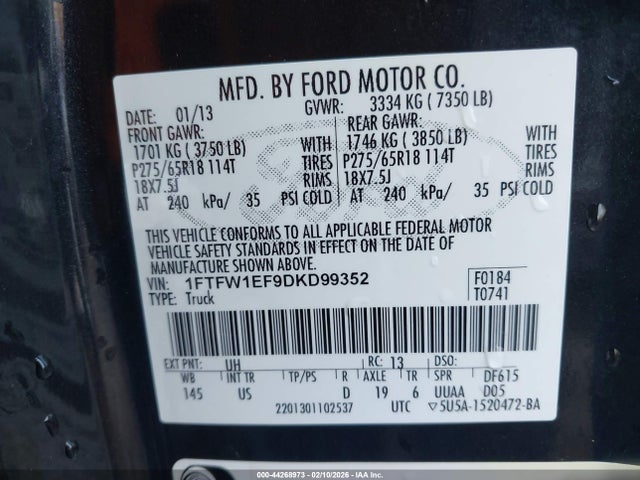 MFD. BY FORD MOTOR CO.
DATE: 01/13 GVWR: 3334 KG ( 7350 LB)
FRONT GAWR: REAR GAWR:
1701 KG ( 3750 LB) WITH 1746 KG ( 3850 LB) WITH
P275/65R18 114T TIRES P275/65R18 114T TIRES
18X7.5J RIMS 18X7.5J RIMS
AT 240 kPa/ 35 PSI COLD AT 240 kPa/ 35 PSI COLD
THIS VEHICLE CONFORMS TO ALL APPLICABLE FEDERAL MOTOR
VEHICLE SAFETY STANDARDS IN EFFECT ON THE DATE OF
MANUFACTURE SHOWN ABOVE.
VIN: 1FTFW1EF9DKD99352 F0184
TYPE: Truck T0741
EXT PNT: UH RC: 13 DSO:
WB INT TR TP/PS R AXLE TR SPR DF615
145 US D 19 6 UUAA D05
2201301102537 UTC 5U5A-1520472-BA
000-44268973 - 02/10/2026 - IAA Inc.